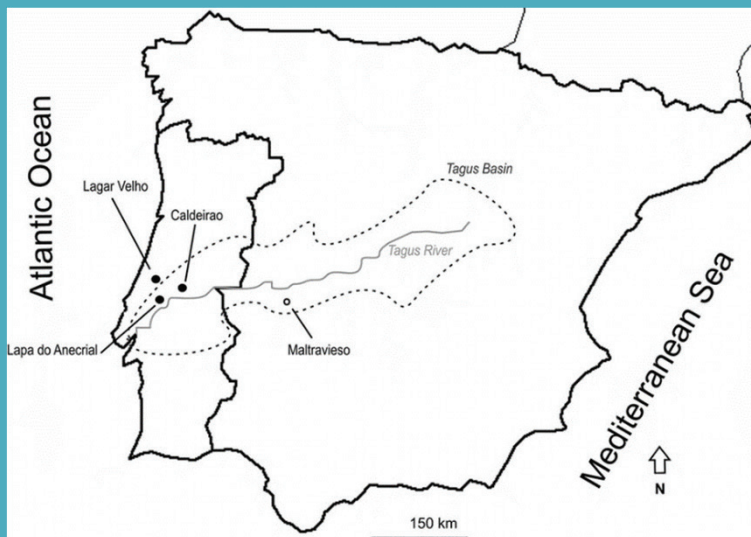 Atlantic Ocean
Lagar Velho
Caldeirao
Tagus Basin
Tagus River
Lapa do Anecrial
Maltravieso
Mediterranean Sea
N
150 km